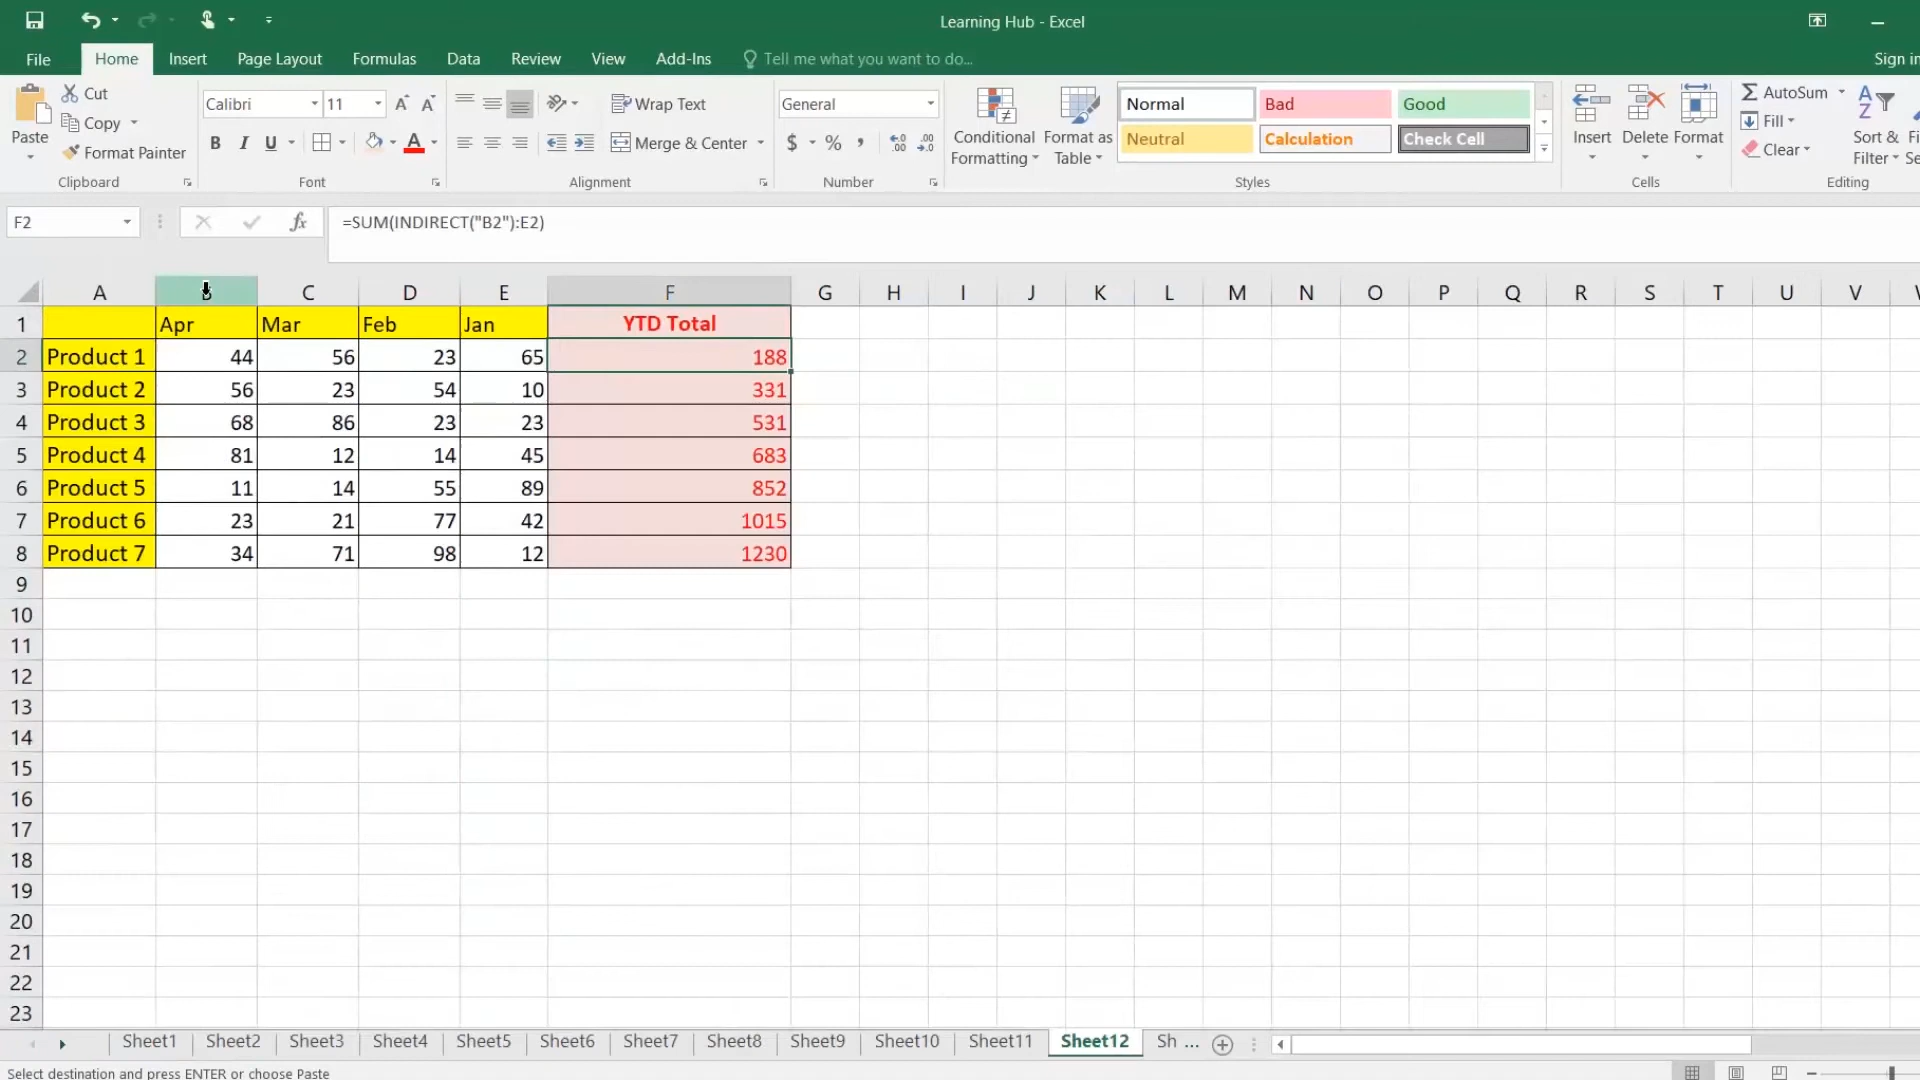 Learning Hub - Excel
File Home Insert Page Layout Formulas Data Review View Add-Ins Tell me what you want to do...
Paste
Cut
Copy
Format Painter
Clipboard
Calibri 11
B I U
Font
Wrap Text
Merge & Center
Alignment
General
$ % ,
Number
Conditional Formatting
Format as Table
Normal Bad Good
Neutral Calculation Check Cell
Styles
Insert Delete Format
Cells
AutoSum
Fill
Clear
Sort &
Filter
Editing
F2 fx =SUM(INDIRECT("B2"):E2)
A B C D E F G H I J K L M N O P Q R S T U V
1 Apr Mar Feb Jan YTD Total
2 Product 1 44 56 23 65 188
3 Product 2 56 23 54 10 331
4 Product 3 68 86 23 23 531
5 Product 4 81 12 14 45 683
6 Product 5 11 14 55 89 852
7 Product 6 23 21 77 42 1015
8 Product 7 34 71 98 12 1230
9
10
11
12
13
14
15
16
17
18
19
20
21
22
23
Sheet1 Sheet2 Sheet3 Sheet4 Sheet5 Sheet6 Sheet7 Sheet8 Sheet9 Sheet10 Sheet11 Sheet12 Sh ...
Select destination and press ENTER or choose Paste